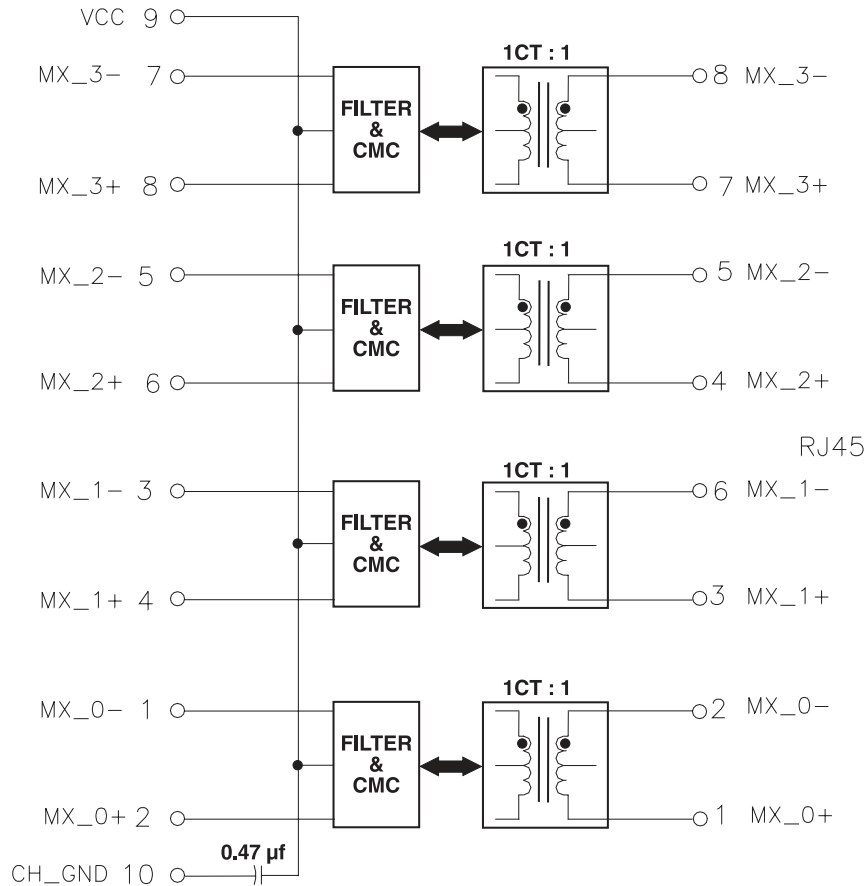 VCC 9
1CT : 1
MX_3- 7
FILTER
&
CMC
8 MX_3-
MX_3+ 8
7 MX_3+
1CT : 1
MX_2- 5
FILTER
&
CMC
5 MX_2-
MX_2+ 6
4 MX_2+
RJ45
1CT : 1
MX_1- 3
FILTER
&
CMC
6 MX_1-
MX_1+ 4
3 MX_1+
1CT : 1
MX_0- 1
FILTER
&
CMC
2 MX_0-
MX_0+ 2
1 MX_0+
0.47 µf
CH_GND 10